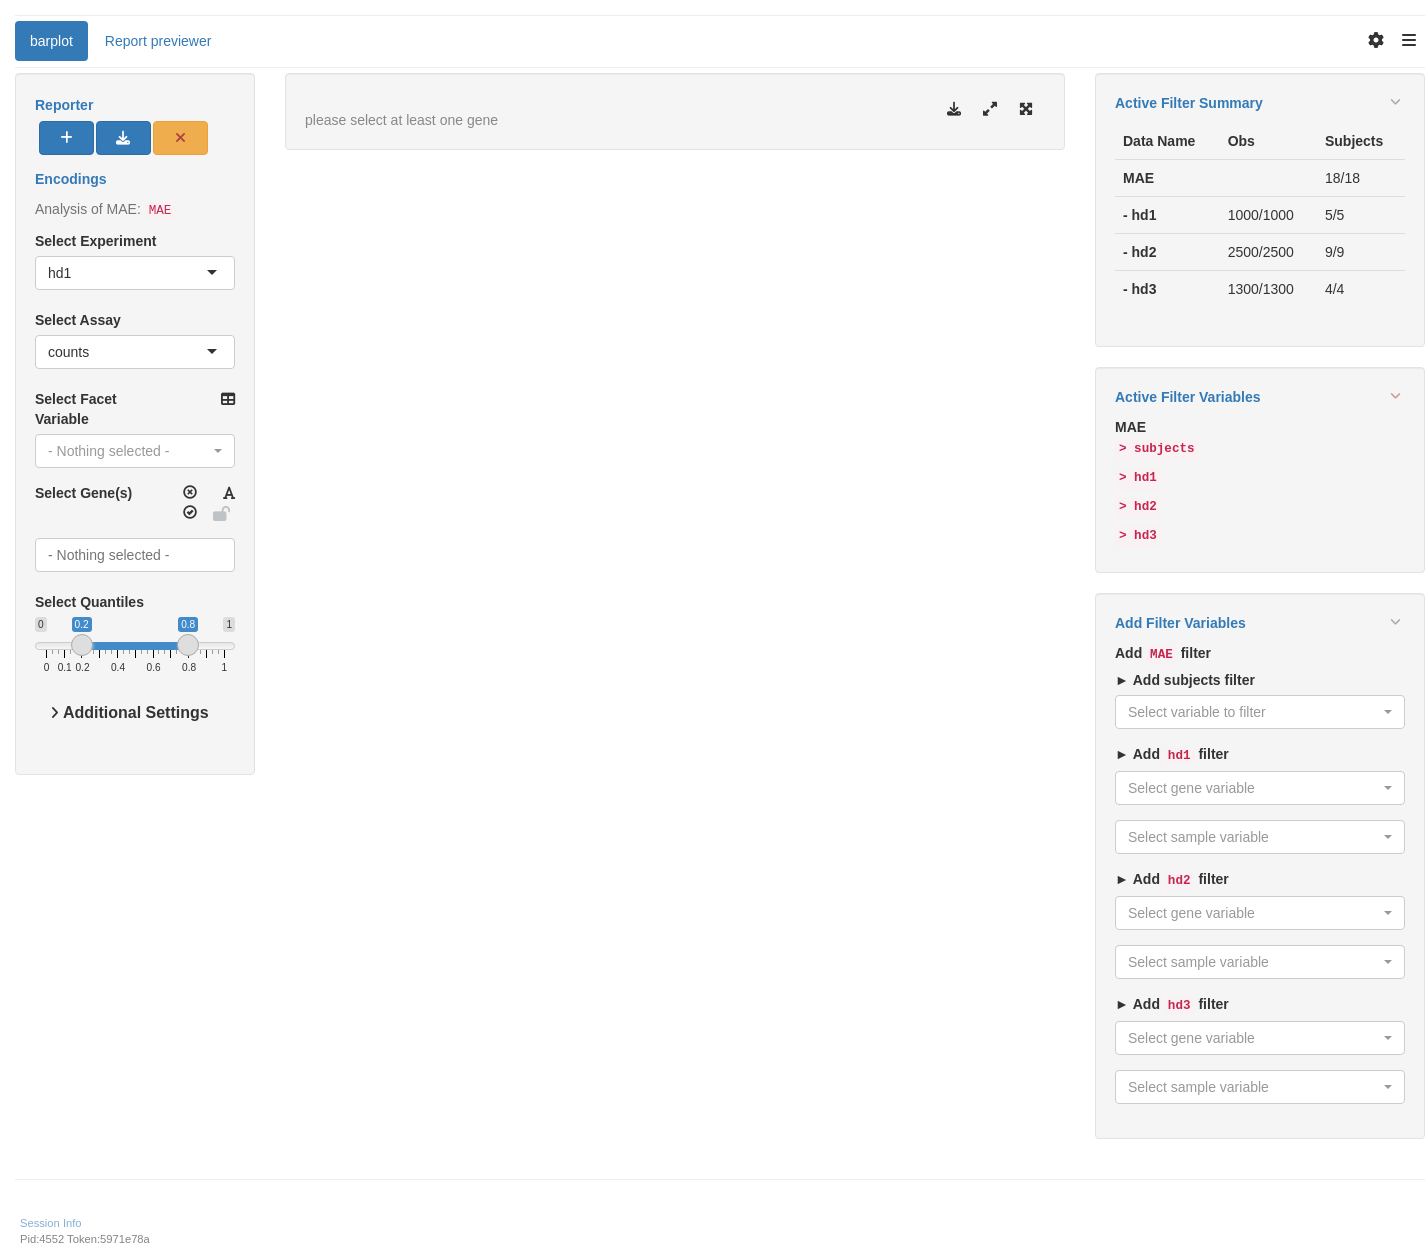 barplot
Report previewer
Reporter
Encodings
Analysis of MAE: MAE
Select Experiment
hd1
Select Assay
counts
Select Facet
Variable
- Nothing selected -
Select Gene(s)
- Nothing selected -
Select Quantiles
0 0.2 0.8 1
0 0.1 0.2 0.4 0.6 0.8 1
Additional Settings
please select at least one gene
Active Filter Summary
Data Name Obs Subjects
MAE 18/18
- hd1 1000/1000 5/5
- hd2 2500/2500 9/9
- hd3 1300/1300 4/4
Active Filter Variables
MAE
> subjects
> hd1
> hd2
> hd3
Add Filter Variables
Add MAE filter
► Add subjects filter
Select variable to filter
► Add hd1 filter
Select gene variable
Select sample variable
► Add hd2 filter
Select gene variable
Select sample variable
► Add hd3 filter
Select gene variable
Select sample variable
Session Info
Pid:4552 Token:5971e78a